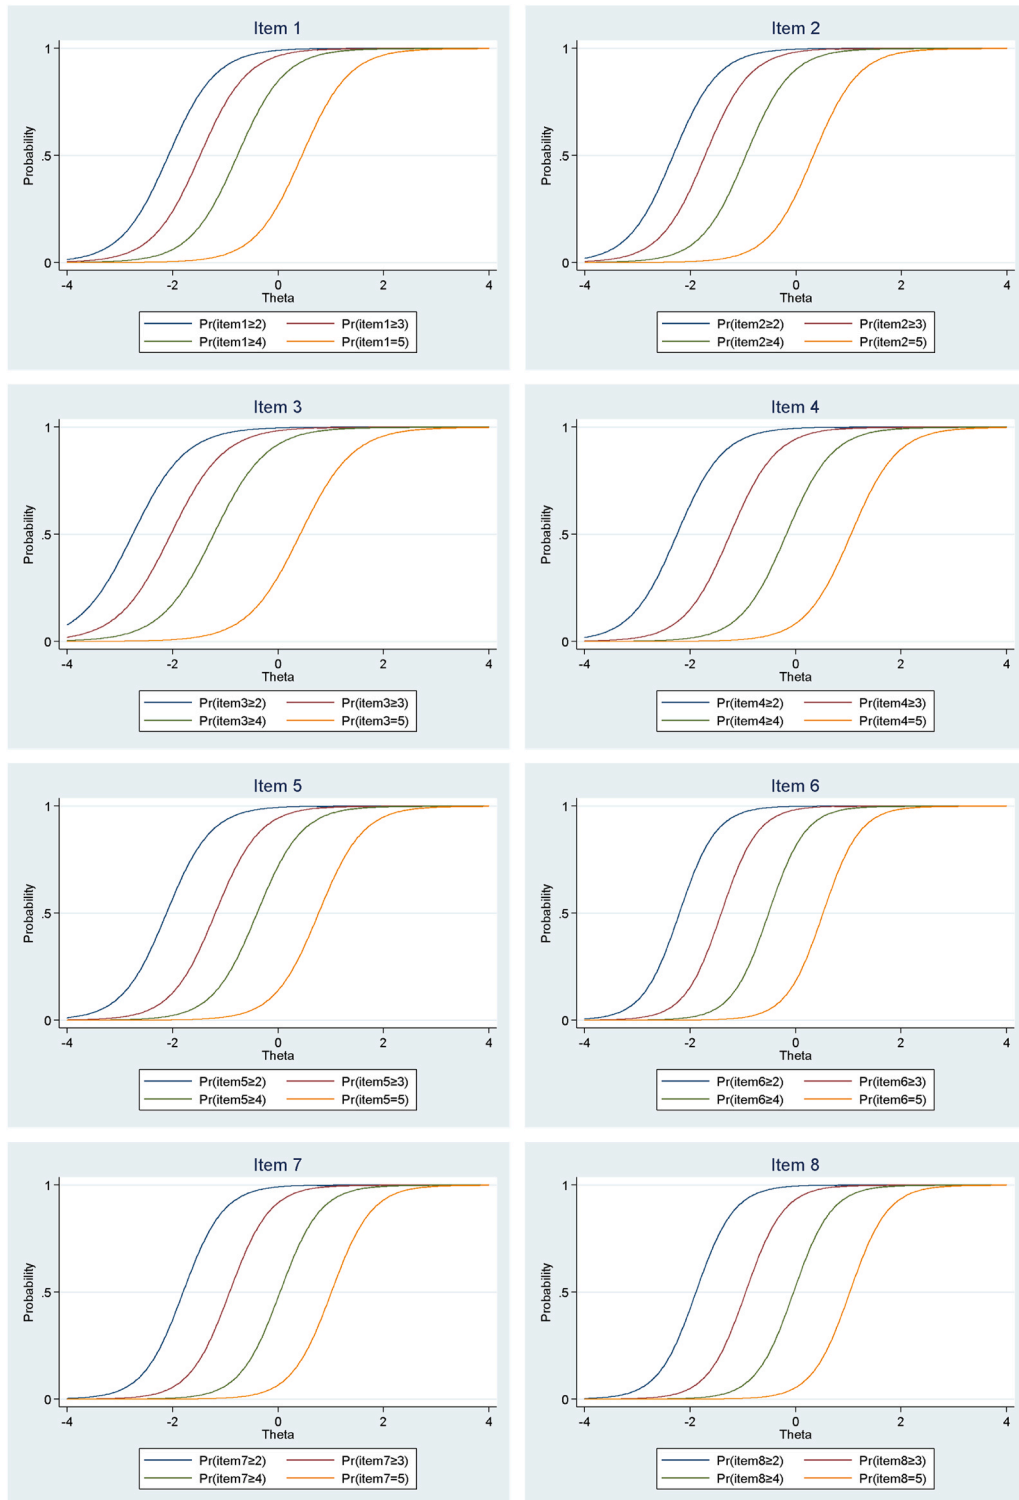 Item 1
Item 2
Probability
1
.5
0
-4 -2 0 2 4
Theta
Pr(item1≥2) Pr(item1≥3)
Pr(item1≥4) Pr(item1=5)
Probability
1
.5
0
-4 -2 0 2 4
Theta
Pr(item2≥2) Pr(item2≥3)
Pr(item2≥4) Pr(item2=5)
Item 3
Item 4
Probability
1
.5
0
-4 -2 0 2 4
Theta
Pr(item3≥2) Pr(item3≥3)
Pr(item3≥4) Pr(item3=5)
Probability
1
.5
0
-4 -2 0 2 4
Theta
Pr(item4≥2) Pr(item4≥3)
Pr(item4≥4) Pr(item4=5)
Item 5
Item 6
Probability
1
.5
0
-4 -2 0 2 4
Theta
Pr(item5≥2) Pr(item5≥3)
Pr(item5≥4) Pr(item5=5)
Probability
1
.5
0
-4 -2 0 2 4
Theta
Pr(item6≥2) Pr(item6≥3)
Pr(item6≥4) Pr(item6=5)
Item 7
Item 8
Probability
1
.5
0
-4 -2 0 2 4
Theta
Pr(item7≥2) Pr(item7≥3)
Pr(item7≥4) Pr(item7=5)
Probability
1
.5
0
-4 -2 0 2 4
Theta
Pr(item8≥2) Pr(item8≥3)
Pr(item8≥4) Pr(item8=5)